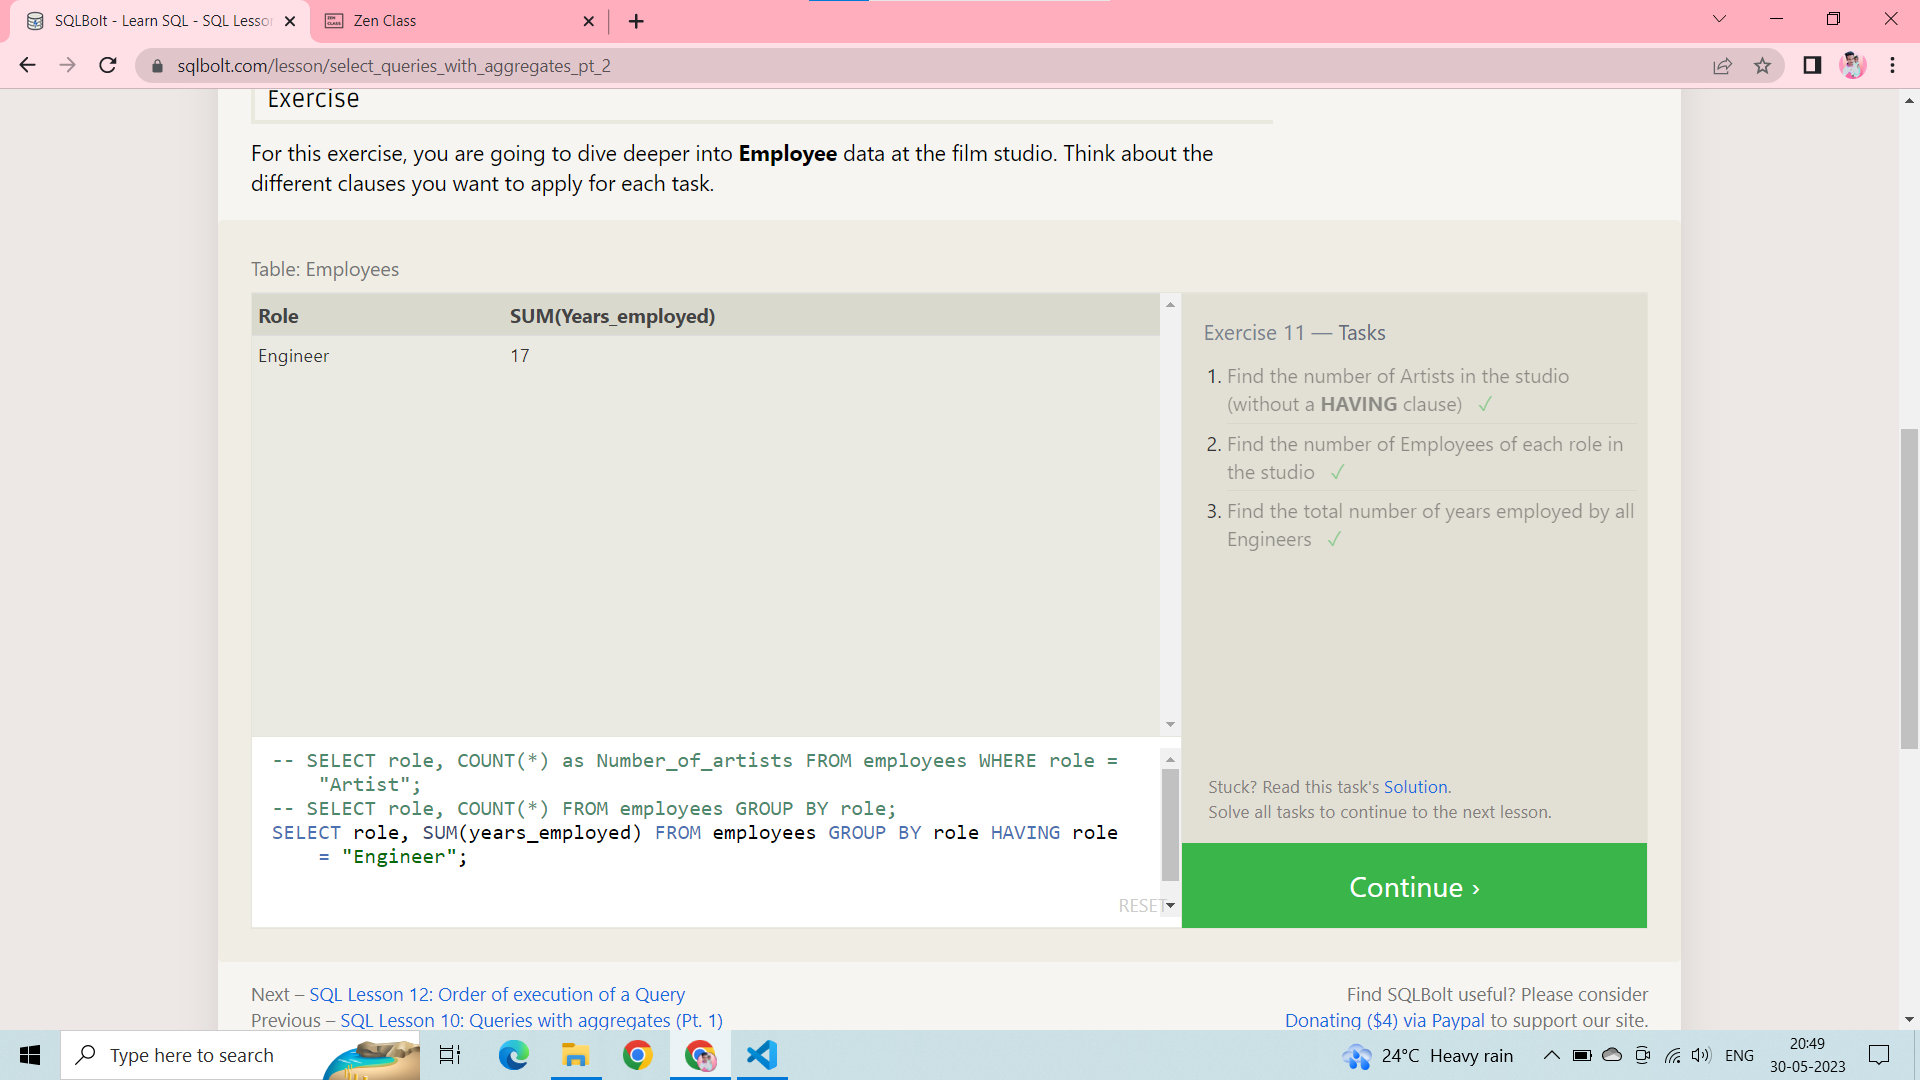 SQLBolt - Learn SQL - SQL Lesson
Zen Class
sqlbolt.com/lesson/select_queries_with_aggregates_pt_2
Exercise
For this exercise, you are going to dive deeper into Employee data at the film studio. Think about the
different clauses you want to apply for each task.
Table: Employees
Role SUM(Years_employed)
Engineer 17
Exercise 11 — Tasks
1. Find the number of Artists in the studio
(without a HAVING clause) ✓
2. Find the number of Employees of each role in
the studio ✓
3. Find the total number of years employed by all
Engineers ✓
-- SELECT role, COUNT(*) as Number_of_artists FROM employees WHERE role =
"Artist";
-- SELECT role, COUNT(*) FROM employees GROUP BY role;
SELECT role, SUM(years_employed) FROM employees GROUP BY role HAVING role
= "Engineer";
RESET
Stuck? Read this task's Solution.
Solve all tasks to continue to the next lesson.
Continue ›
Next – SQL Lesson 12: Order of execution of a Query
Previous – SQL Lesson 10: Queries with aggregates (Pt. 1)
Find SQLBolt useful? Please consider
Donating ($4) via Paypal to support our site.
Type here to search
24°C Heavy rain
ENG
20:49
30-05-2023